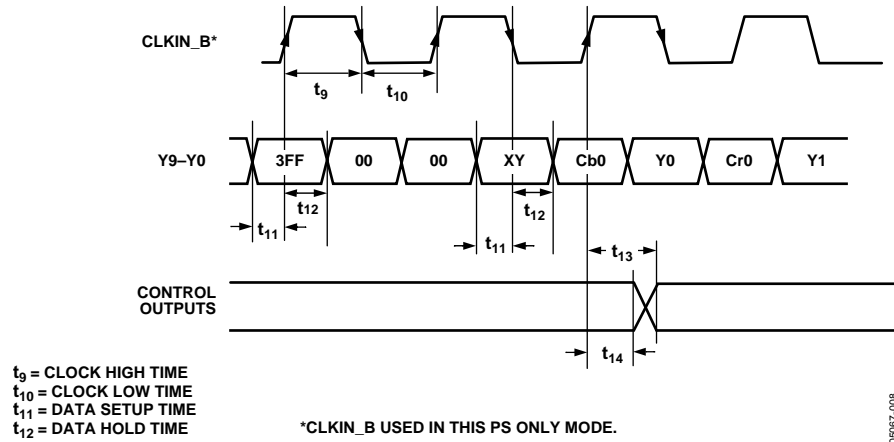 CLKIN_B*
t9
t10
Y9–Y0
3FF
00
00
XY
Cb0
Y0
Cr0
Y1
t12
t12
t11
t11
t13
CONTROL
OUTPUTS
t14
t9 = CLOCK HIGH TIME
t10 = CLOCK LOW TIME
t11 = DATA SETUP TIME
t12 = DATA HOLD TIME
*CLKIN_B USED IN THIS PS ONLY MODE.